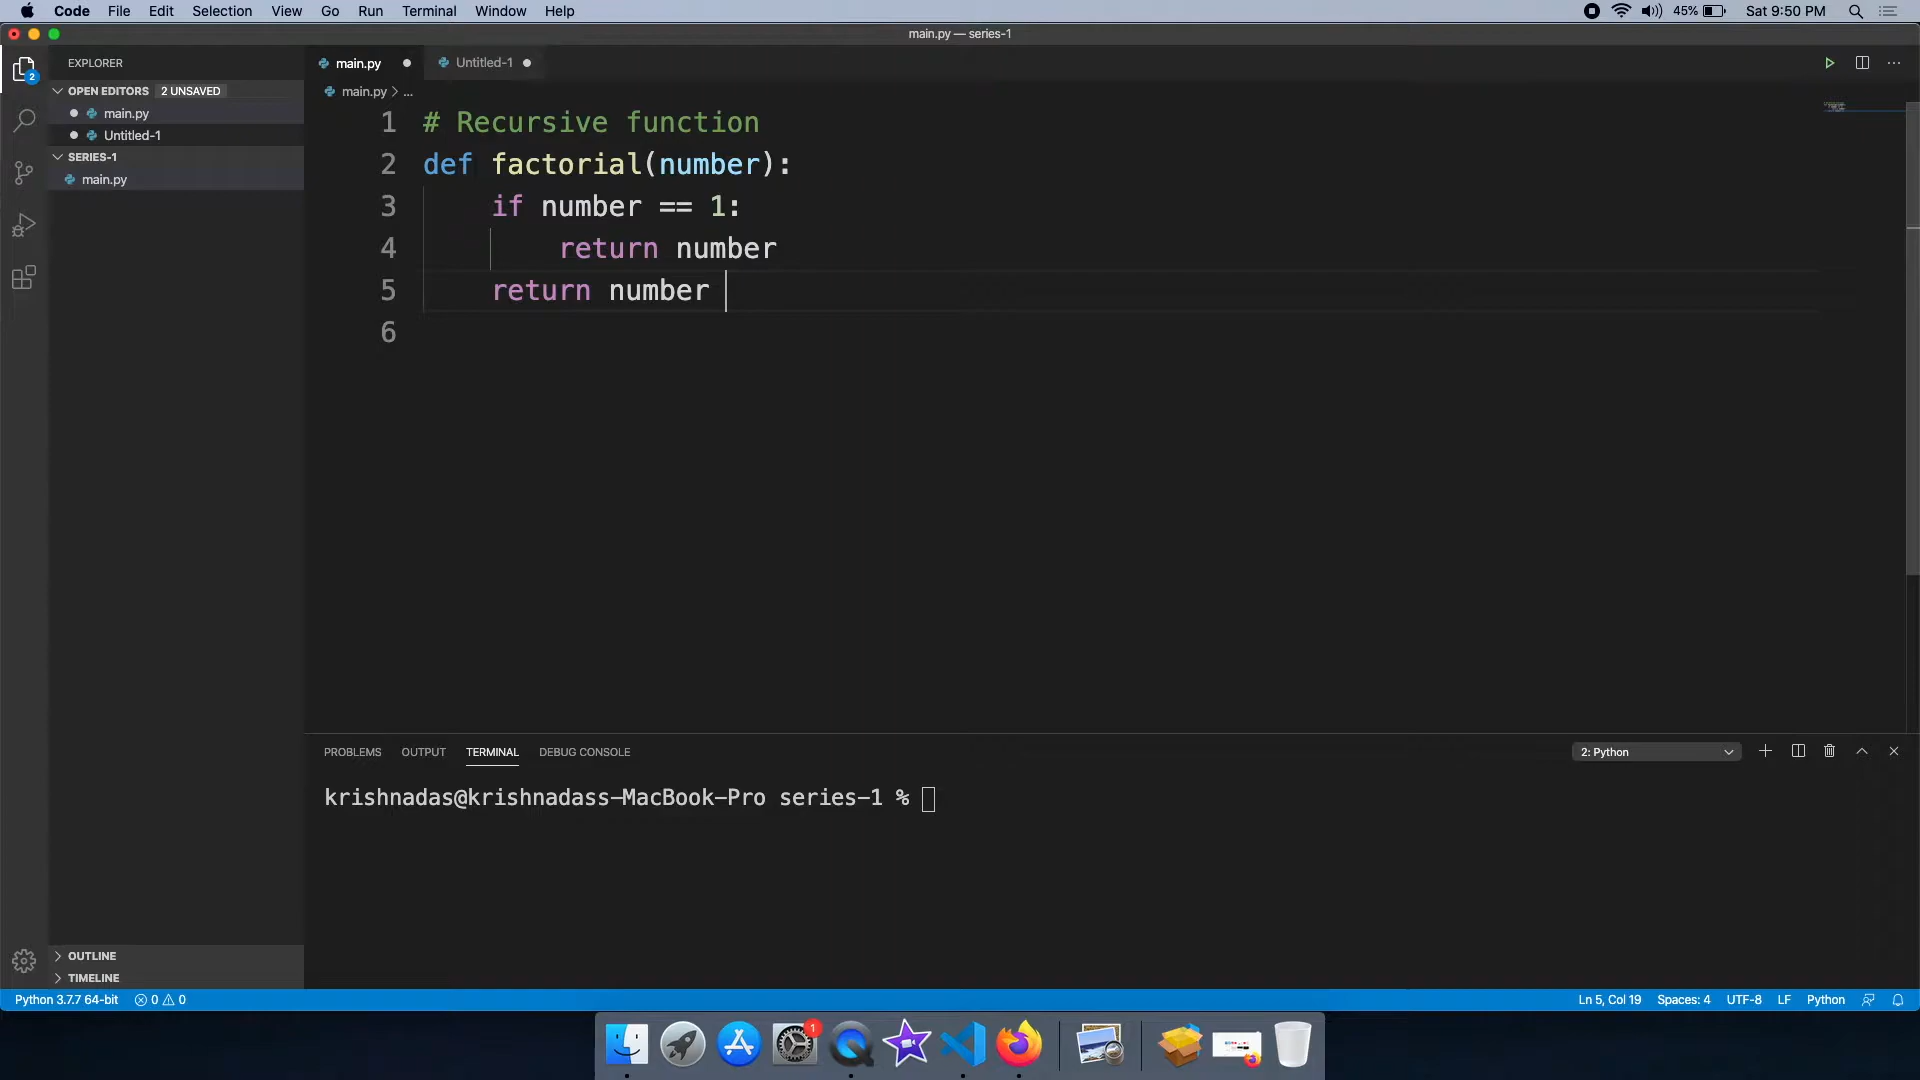 Code File Edit Selection View Go Run Terminal Window Help 45% Sat 9:50 PM
main.py — series-1
EXPLORER
main.py
Untitled-1
OPEN EDITORS 2 UNSAVED
main.py > ...
main.py
Untitled-1
SERIES-1
main.py
2
1 # Recursive function
2 def factorial(number):
3 if number == 1:
4 return number
5 return number
6
PROBLEMS OUTPUT TERMINAL DEBUG CONSOLE 2: Python
krishnadas@krishnadass-MacBook-Pro series-1 %
OUTLINE
TIMELINE
Python 3.7.7 64-bit 0 0 Ln 5, Col 19 Spaces: 4 UTF-8 LF Python
1